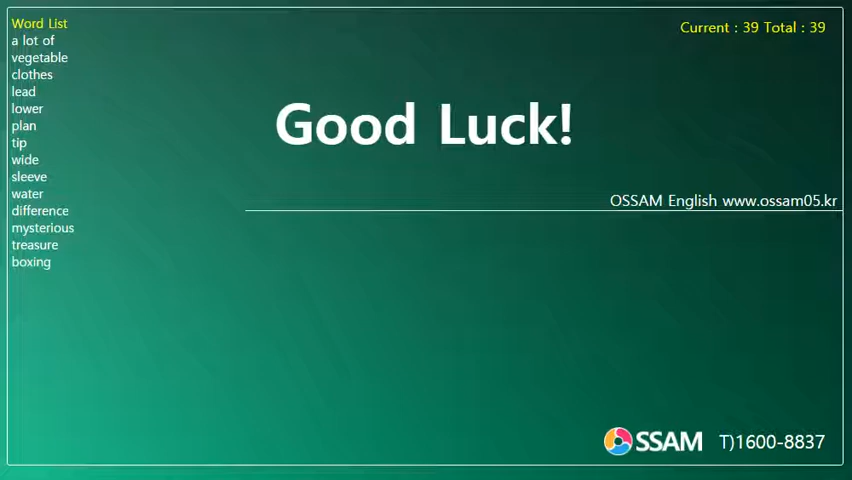 Word List
a lot of
vegetable
clothes
lead
lower
plan
tip
wide
sleeve
water
difference
mysterious
treasure
boxing
Current : 39 Total : 39
Good Luck!
OSSAM English www.ossam05.kr
OSSAM T)1600-8837